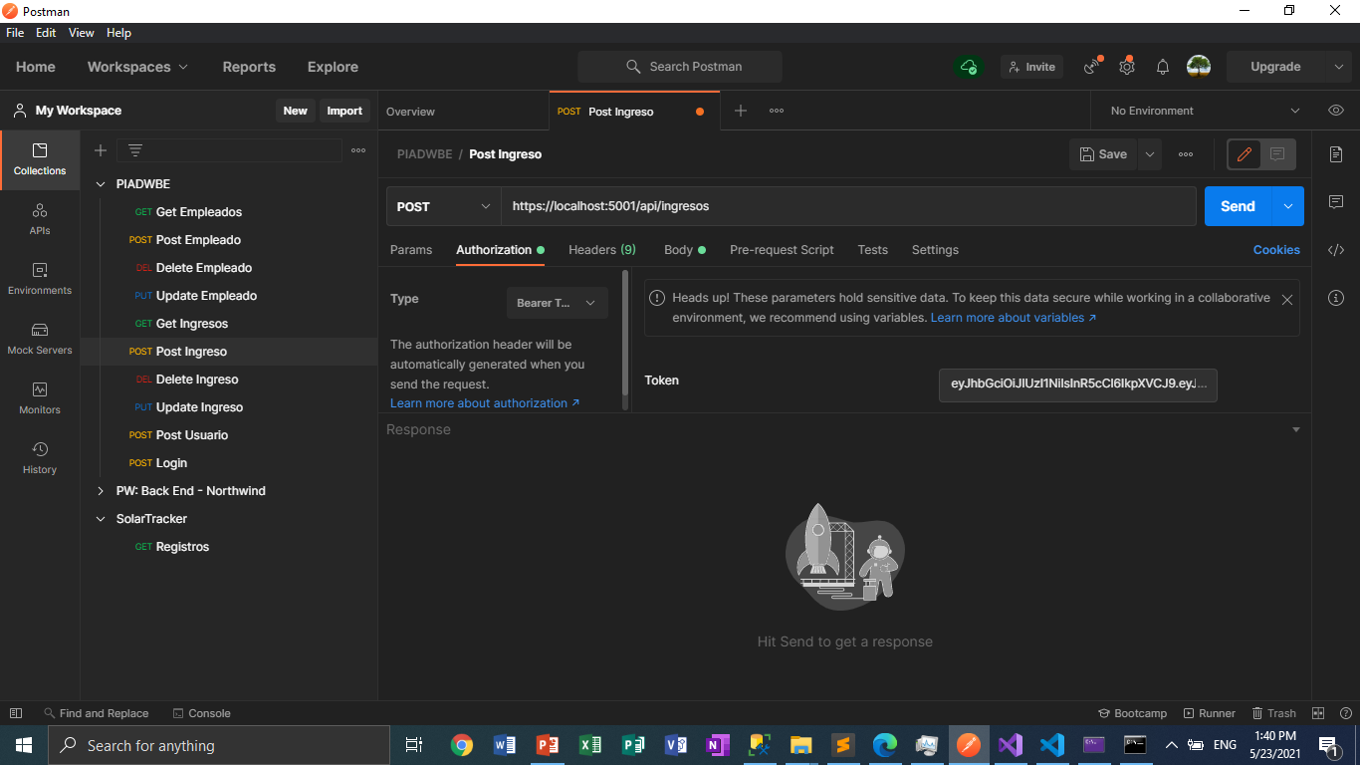 Postman
File Edit View Help
Home Workspaces Reports Explore Search Postman Invite Upgrade
My Workspace New Import Overview POST Post Ingreso No Environment
Collections
APIs
Environments
Mock Servers
Monitors
History
PIADWBE
GET Get Empleados
POST Post Empleado
DEL Delete Empleado
PUT Update Empleado
GET Get Ingresos
POST Post Ingreso
DEL Delete Ingreso
PUT Update Ingreso
POST Post Usuario
POST Login
PW: Back End - Northwind
SolarTracker
GET Registros
PIADWBE / Post Ingreso Save
POST https://localhost:5001/api/ingresos Send
Params Authorization Headers (9) Body Pre-request Script Tests Settings Cookies
Type Bearer T...
The authorization header will be
automatically generated when you
send the request.
Learn more about authorization ↗
Heads up! These parameters hold sensitive data. To keep this data secure while working in a collaborative
environment, we recommend using variables. Learn more about variables ↗
Token
Response
Hit Send to get a response
Find and Replace Console Bootcamp Runner Trash
Search for anything
ENG
1:40 PM
5/23/2021
1